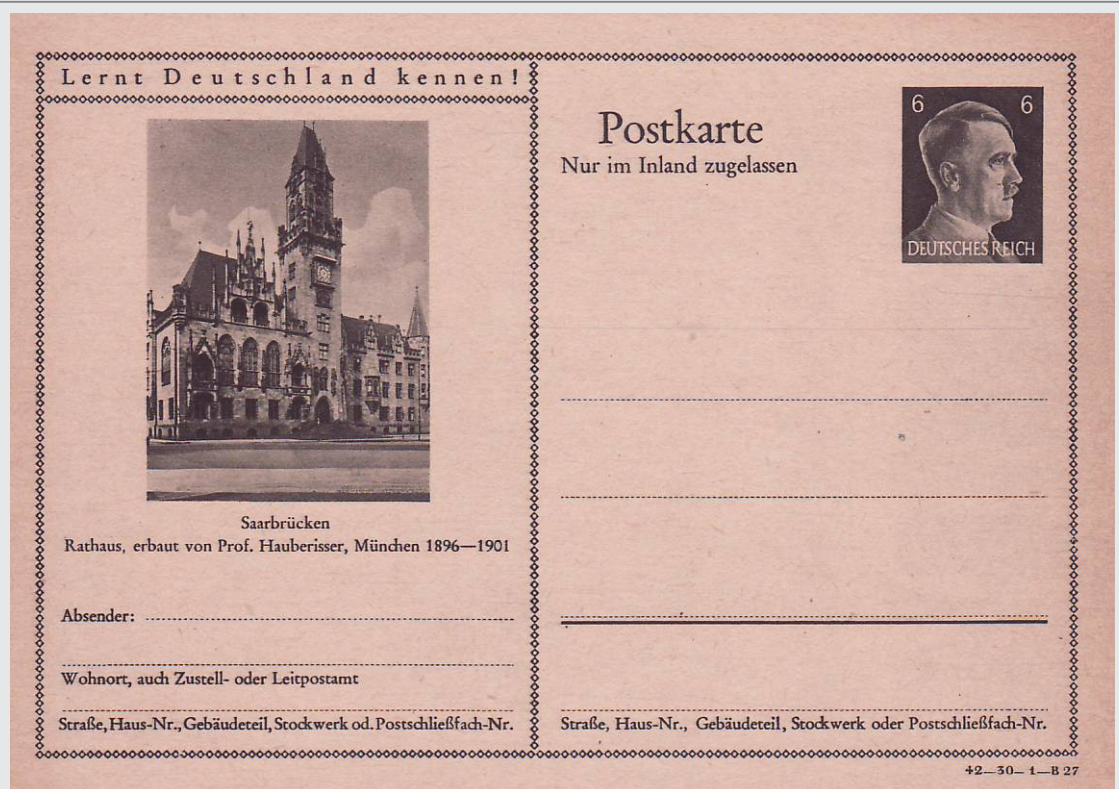 Lernt Deutschland kennen!
Saarbrücken
Rathaus, erbaut von Prof. Hauberisser, München 1896—1901
Absender:
Wohnort, auch Zustell- oder Leitpostamt
Straße, Haus-Nr., Gebäudeteil, Stockwerk od. Postschließfach-Nr.
Postkarte
Nur im Inland zugelassen
6 6
DEUTSCHES REICH
Straße, Haus-Nr., Gebäudeteil, Stockwerk oder Postschließfach-Nr.
42—30—1—B 27